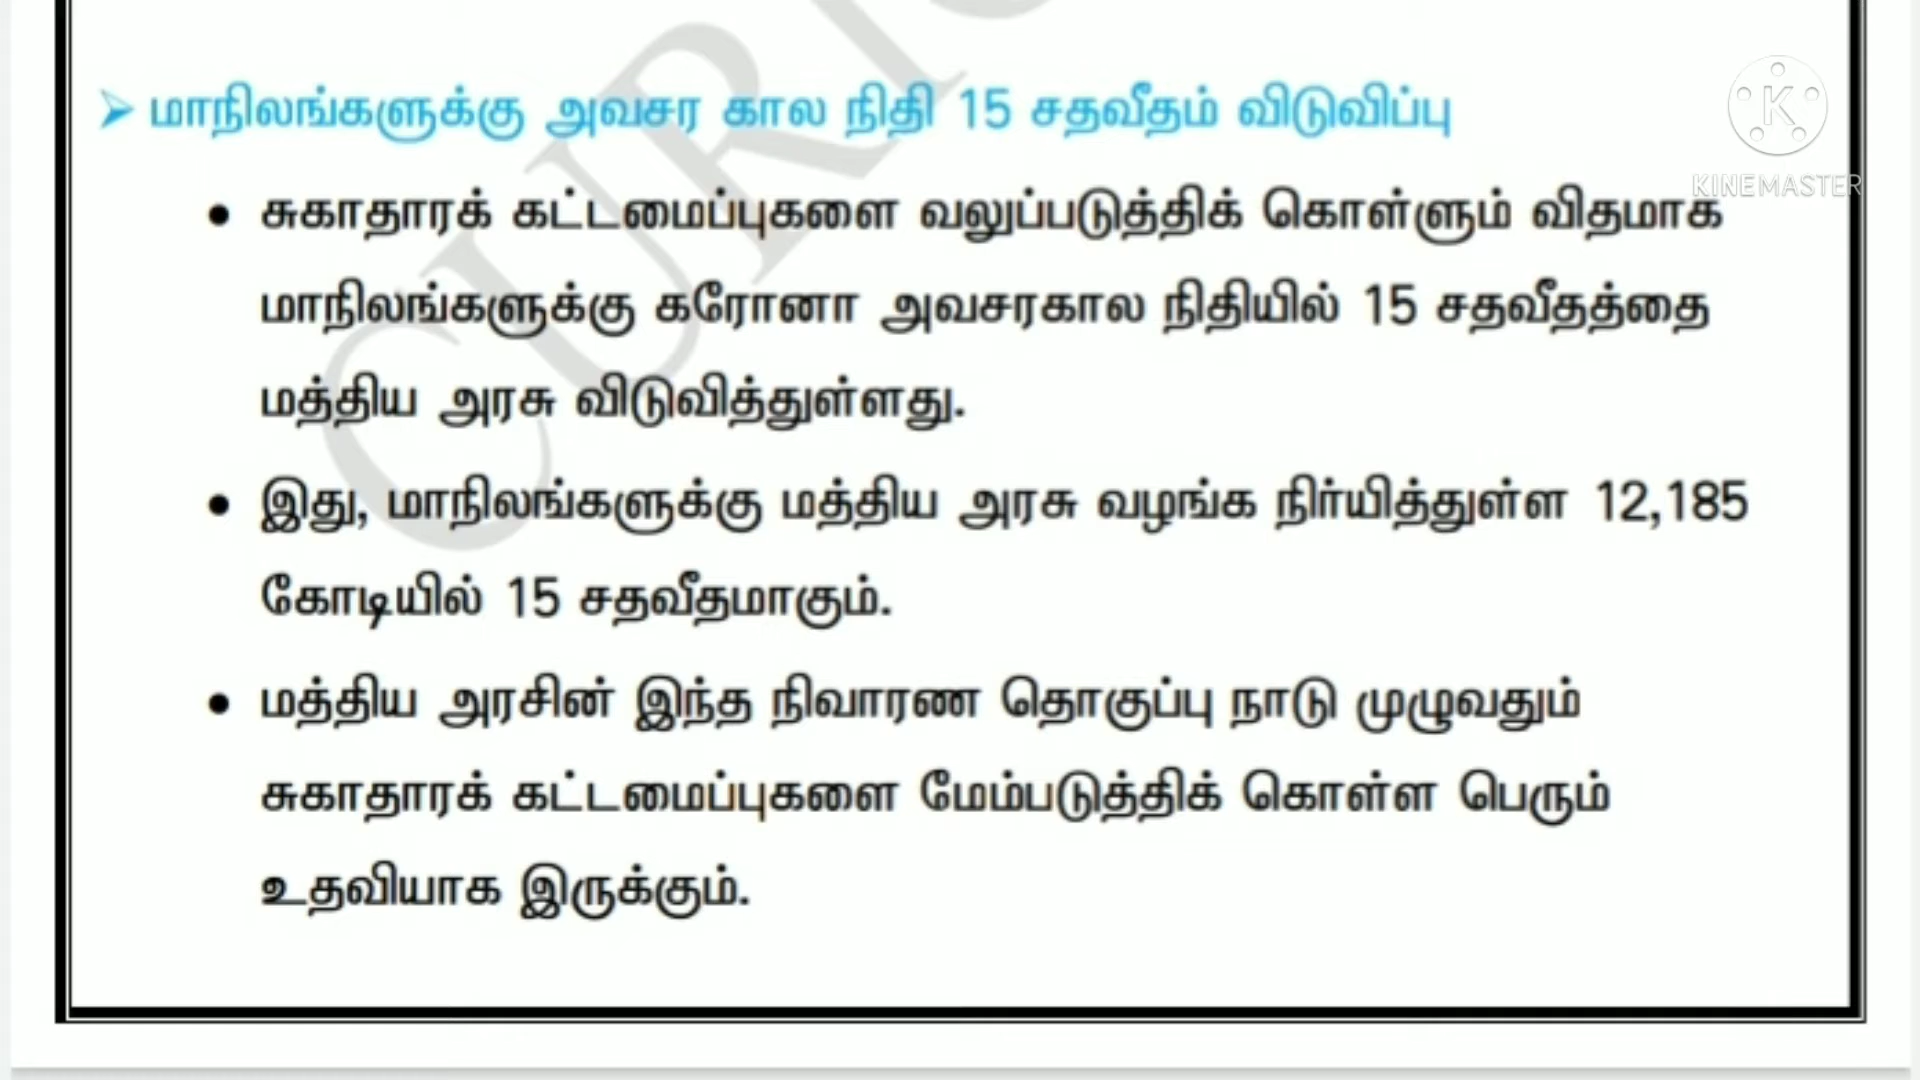 ➢ மாநிலங்களுக்கு அவசர கால நிதி 15 சதவீதம் விடுவிப்பு
KINEMASTER
• சுகாதாரக் கட்டமைப்புகளை வலுப்படுத்திக் கொள்ளும் விதமாக
மாநிலங்களுக்கு கரோனா அவசரகால நிதியில் 15 சதவீதத்தை
மத்திய அரசு விடுவித்துள்ளது.
• இது, மாநிலங்களுக்கு மத்திய அரசு வழங்க நிர்யித்துள்ள 12,185
கோடியில் 15 சதவீதமாகும்.
• மத்திய அரசின் இந்த நிவாரண தொகுப்பு நாடு முழுவதும்
சுகாதாரக் கட்டமைப்புகளை மேம்படுத்திக் கொள்ள பெரும்
உதவியாக இருக்கும்.